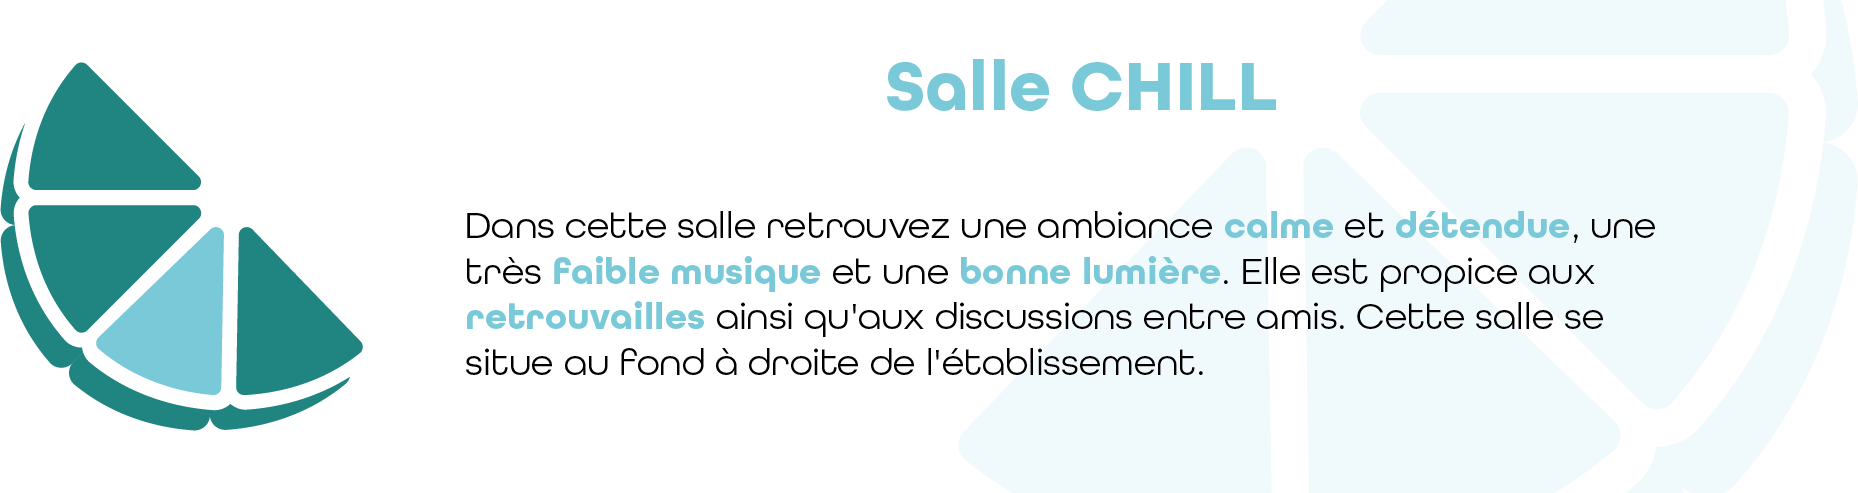 Salle CHILL
Dans cette salle retrouvez une ambiance calme et détendue, une
très faible musique et une bonne lumière. Elle est propice aux
retrouvailles ainsi qu'aux discussions entre amis. Cette salle se
situe au fond à droite de l'établissement.